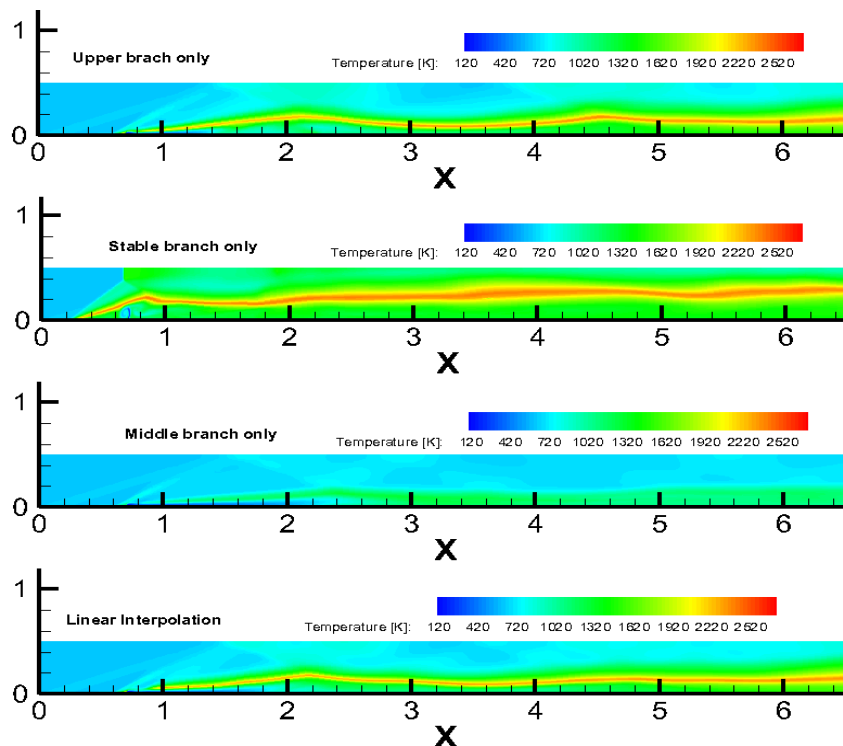 1
Upper brach only
Temperature [K]: 120 420 720 1020 1320 1620 1920 2220 2520
0
0 1 2 3 4 5 6
X
1
Stable branch only
Temperature [K]: 120 420 720 1020 1320 1620 1920 2220 2520
0
0 1 2 3 4 5 6
X
1
Middle branch only
Temperature [K]: 120 420 720 1020 1320 1620 1920 2220 2520
0
0 1 2 3 4 5 6
X
1
Linear Interpolation
Temperature [K]: 120 420 720 1020 1320 1620 1920 2220 2520
0
0 1 2 3 4 5 6
X